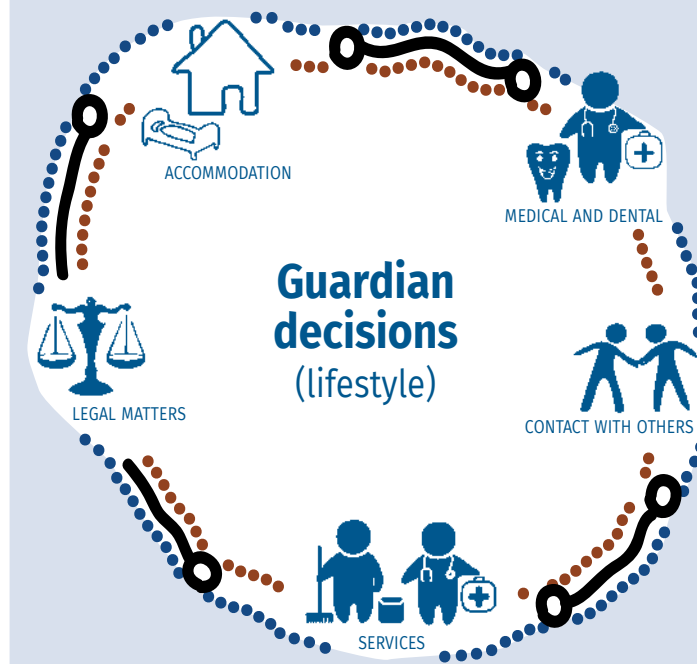 ACCOMMODATION
MEDICAL AND DENTAL
Guardian
decisions
(lifestyle)
LEGAL MATTERS
CONTACT WITH OTHERS
SERVICES